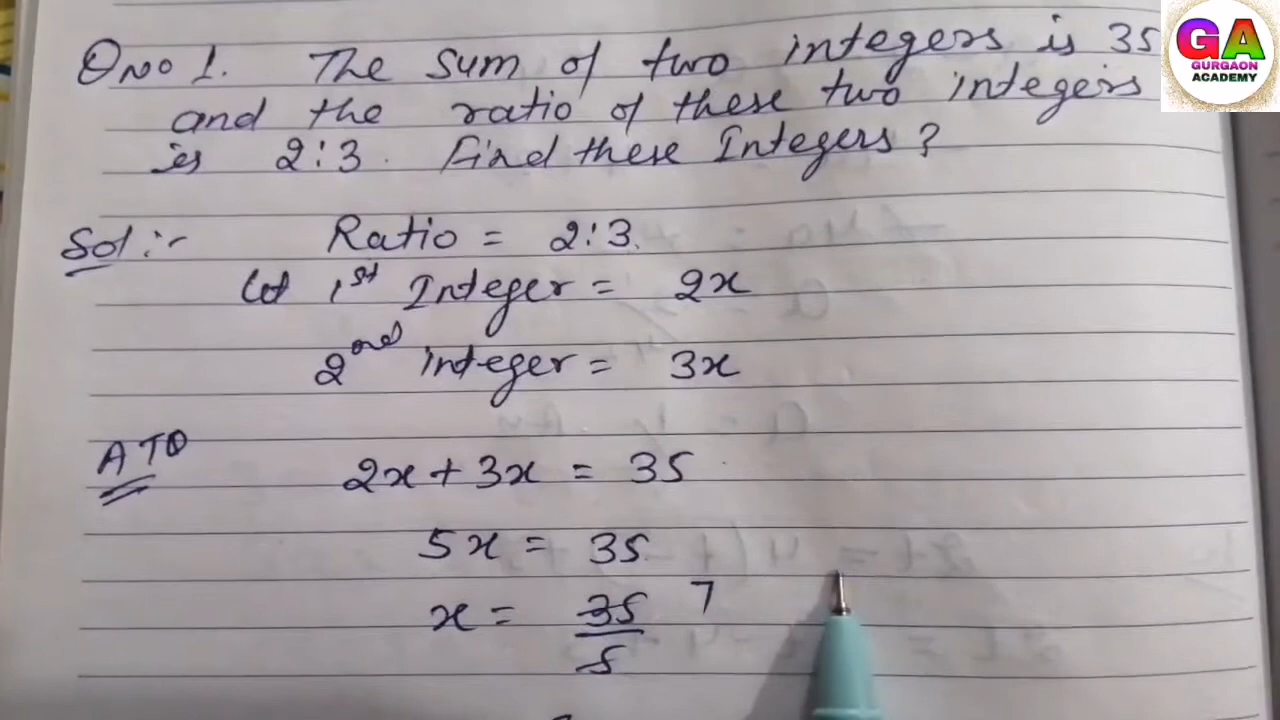 GA
GURGAON
ACADEMY
Q no 1. The sum of two integers is 35
and the ratio of these two integers
is 2:3. Find these Integers?
Sol:- Ratio = 2:3.
Let 1st Integer = 2x
2nd integer = 3x
ATQ 2x + 3x = 35
5x = 35
x = 35/5 7